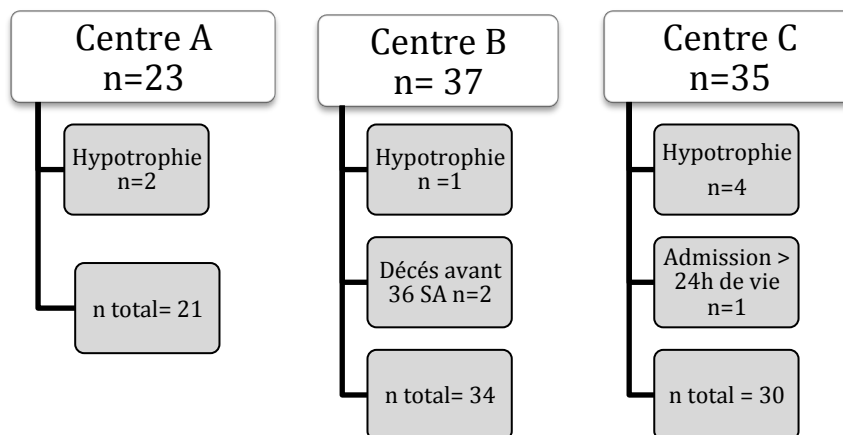 Centre A
n=23
Hypotrophie
n=2
n total= 21
Centre B
n= 37
Hypotrophie
n =1
Décés avant
36 SA n=2
n total= 34
Centre C
n=35
Hypotrophie
n=4
Admission >
24h de vie
n=1
n total = 30